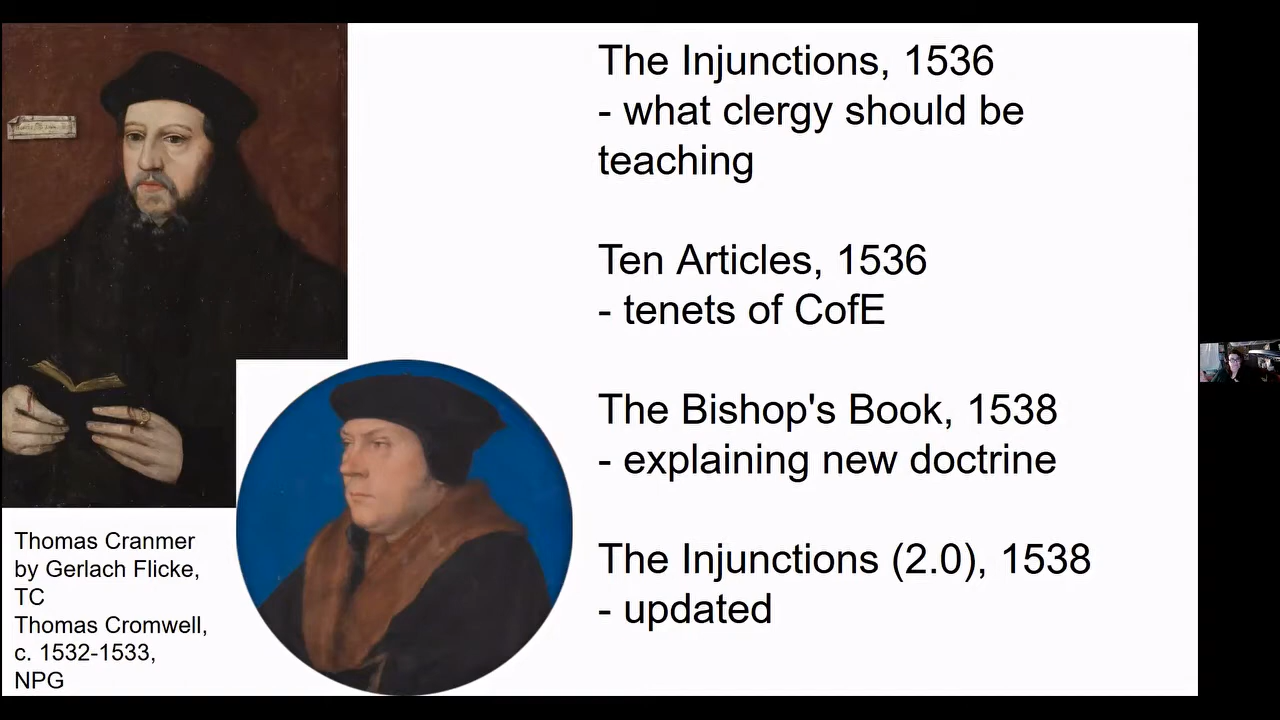 The Injunctions, 1536
- what clergy should be
teaching
Ten Articles, 1536
- tenets of CofE
The Bishop's Book, 1538
- explaining new doctrine
The Injunctions (2.0), 1538
- updated
Thomas Cranmer
by Gerlach Flicke,
TC
Thomas Cromwell,
c. 1532-1533,
NPG